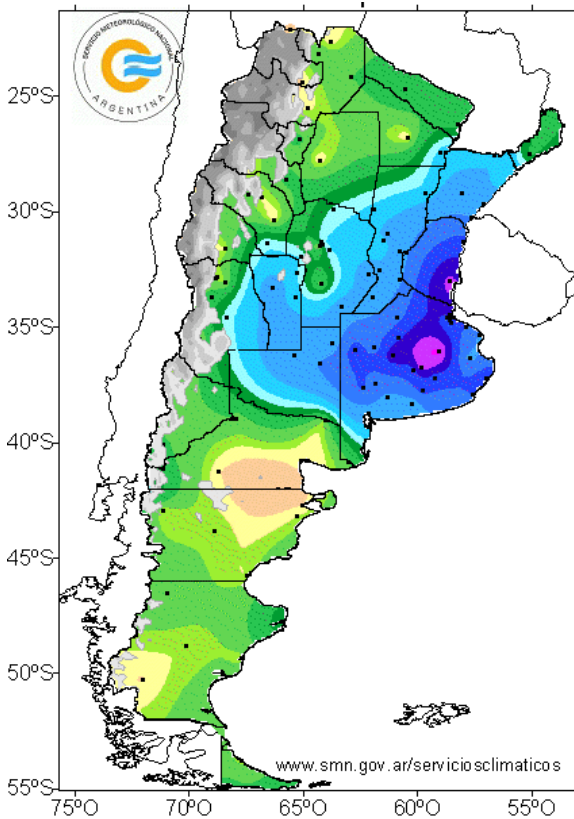 SERVICIO METEOROLÓGICO NACIONAL
ARGENTINA
25ºS
30ºS
35ºS
40ºS
45ºS
50ºS
55ºS
www.smn.gov.ar/serviciosclimaticos
75ºO
70ºO
65ºO
60ºO
55ºO